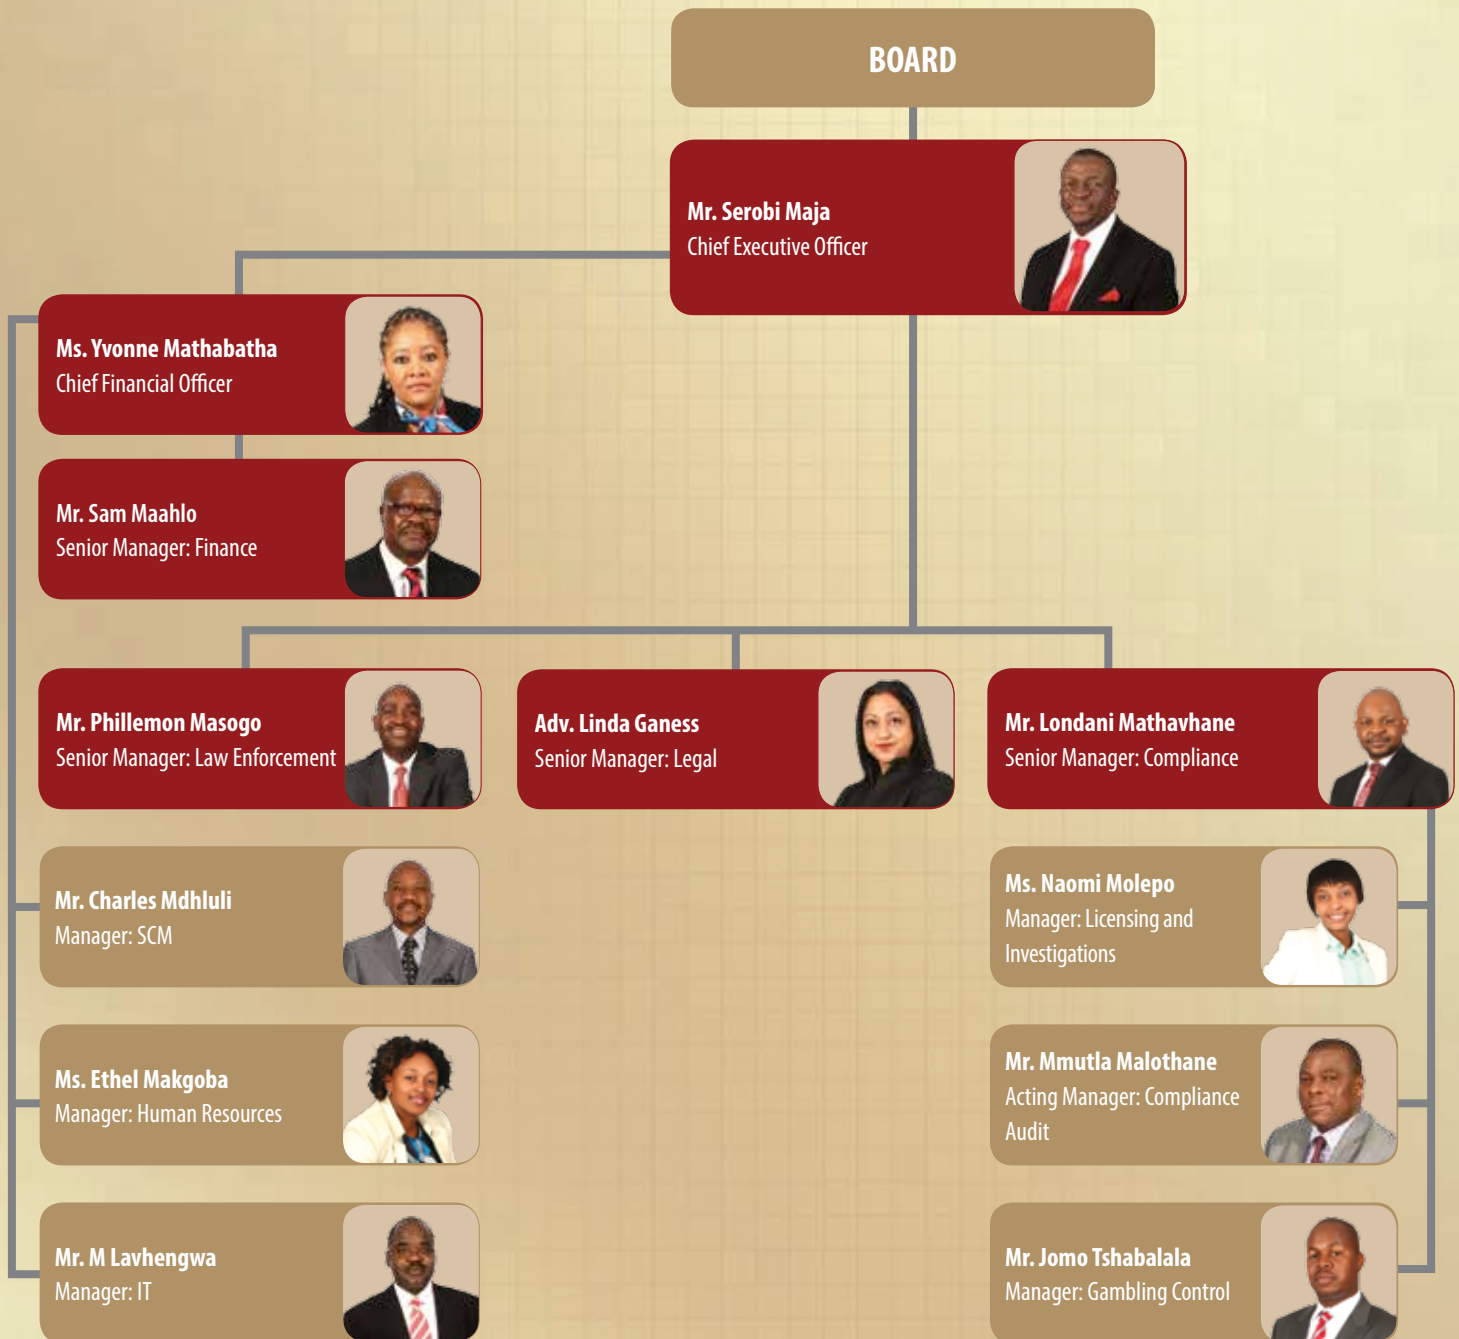 BOARD
Mr. Serobi Maja
Chief Executive Officer
Ms. Yvonne Mathabatha
Chief Financial Officer
Mr. Sam Maahlo
Senior Manager: Finance
Mr. Phillemon Masogo
Senior Manager: Law Enforcement
Adv. Linda Ganess
Senior Manager: Legal
Mr. Londani Mathavhane
Senior Manager: Compliance
Mr. Charles Mdhluli
Manager: SCM
Ms. Naomi Molepo
Manager: Licensing and
Investigations
Ms. Ethel Makgoba
Manager: Human Resources
Mr. Mmutla Malothane
Acting Manager: Compliance
Audit
Mr. M Lavhengwa
Manager: IT
Mr. Jomo Tshabalala
Manager: Gambling Control